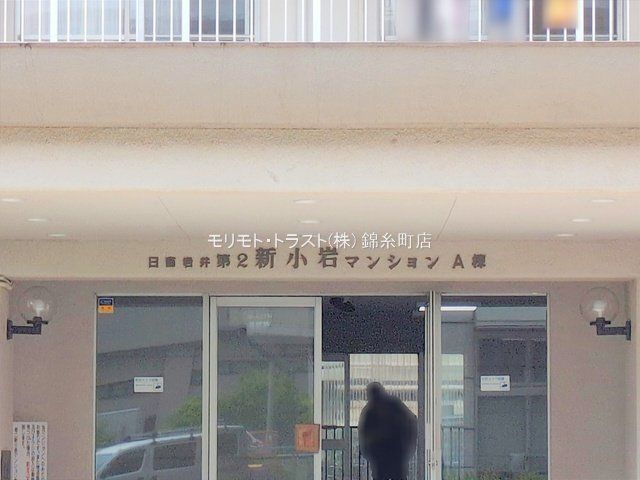 モリモト・トラスト(株) 錦糸町店
日商岩井第2新小岩マンション A棟